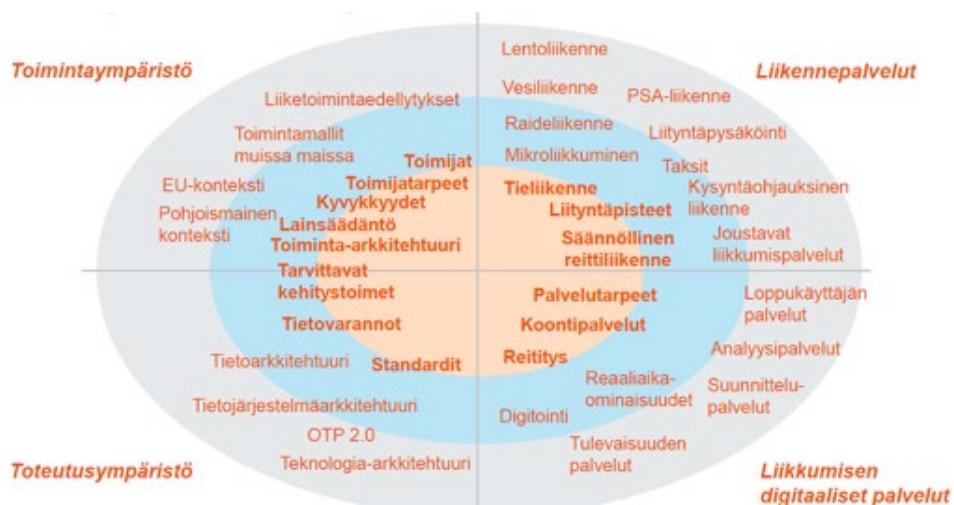 Toimintaympäristö
Liiketoimintaedellytykset
Toimintamallit
muissa maissa
Toimijat
EU-konteksti
Toimijatarpeet
Kyvykkyydet
Pohjoismainen
konteksti
Lainsäädäntö
Toiminta-arkkitehtuuri
Liikennepalvelut
Lentoliikenne
Vesiliikenne
PSA-liikenne
Raideliikenne
Liityntäpysäköinti
Mikroliikkuminen
Taksit
Tieliikenne
Kysyntäohjauksinen
liikenne
Liityntäpisteet
Säännöllinen
reittiliikenne
Joustavat
liikkumispalvelut
Tarvittavat
kehitystoimet
Tietovarannot
Tietoarkkitehtuuri
Standardit
Tietojärjestelmäarkkitehtuuri
OTP 2.0
Teknologia-arkkitehtuuri
Toteutusympäristö
Palvelutarpeet
Loppukäyttäjän
palvelut
Koontipalvelut
Reititys
Analyysipalvelut
Reaaliaika-
ominaisuudet
Suunnittelu-
palvelut
Digitointi
Tulevaisuuden
palvelut
Liikkumisen
digitaaliset palvelut